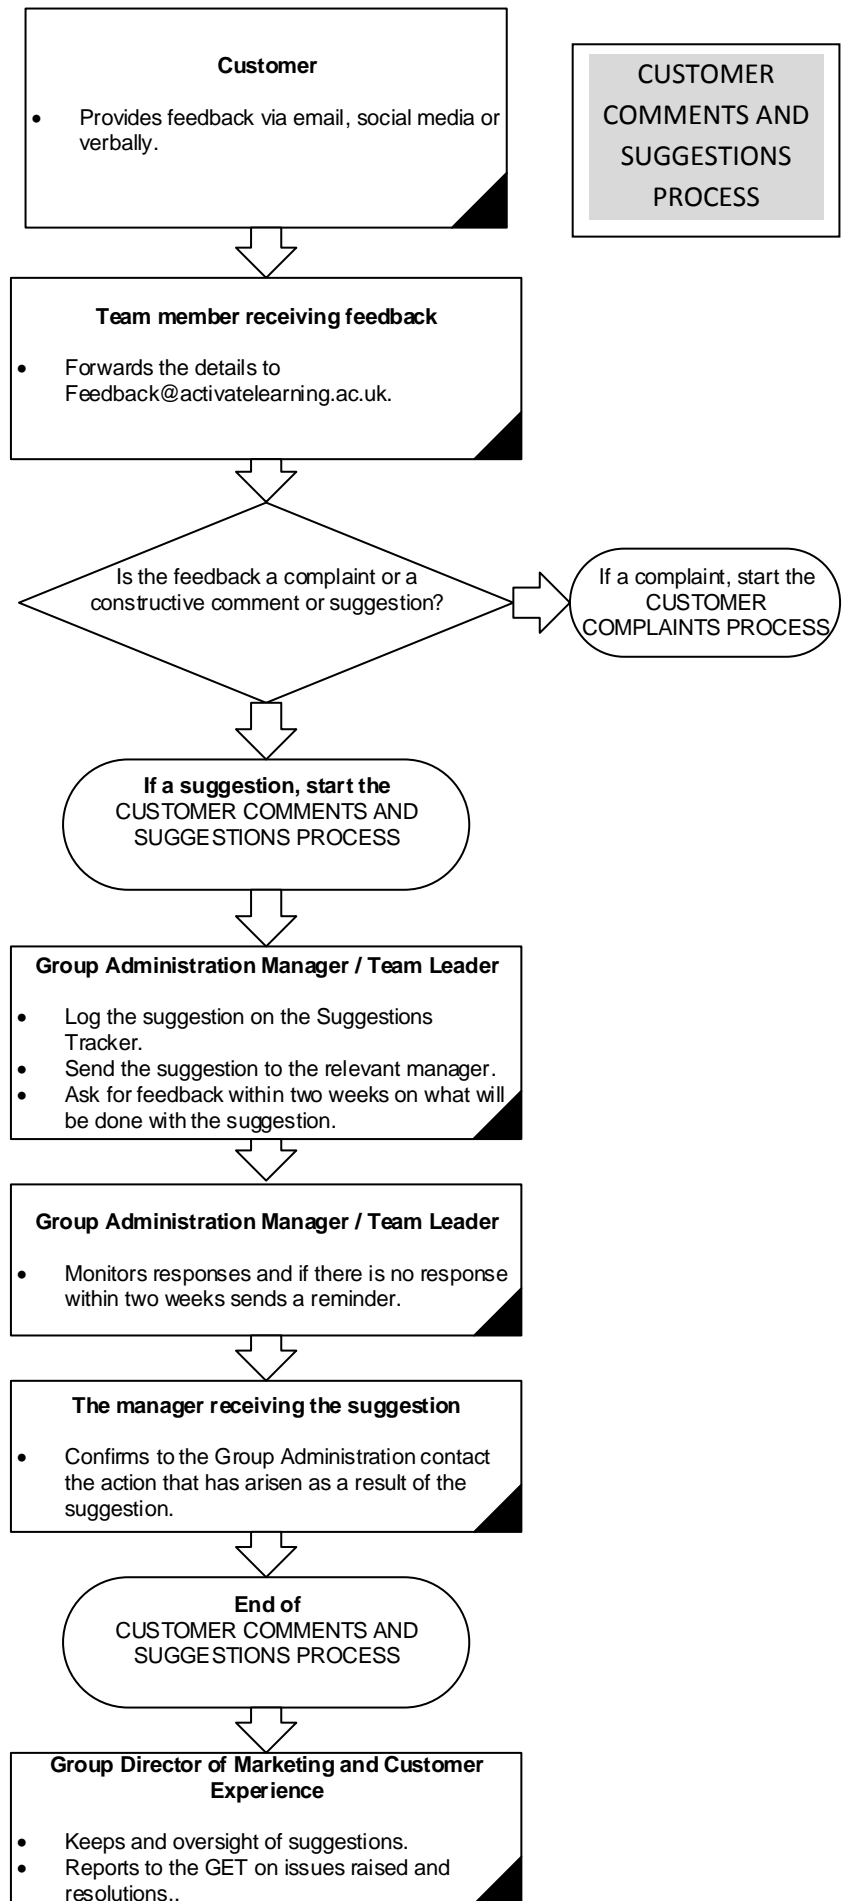 Customer
• Provides feedback via email, social media or
verbally.
CUSTOMER
COMMENTS AND
SUGGESTIONS
PROCESS
Team member receiving feedback
• Forwards the details to
Feedback@activatelearning.ac.uk.
Is the feedback a complaint or a
constructive comment or suggestion?
If a complaint, start the
CUSTOMER
COMPLAINTS PROCESS
If a suggestion, start the
CUSTOMER COMMENTS AND
SUGGESTIONS PROCESS
Group Administration Manager / Team Leader
• Log the suggestion on the Suggestions
Tracker.
• Send the suggestion to the relevant manager.
• Ask for feedback within two weeks on what will
be done with the suggestion.
Group Administration Manager / Team Leader
• Monitors responses and if there is no response
within two weeks sends a reminder.
The manager receiving the suggestion
• Confirms to the Group Administration contact
the action that has arisen as a result of the
suggestion.
End of
CUSTOMER COMMENTS AND
SUGGESTIONS PROCESS
Group Director of Marketing and Customer
Experience
• Keeps and oversight of suggestions.
• Reports to the GET on issues raised and
resolutions..